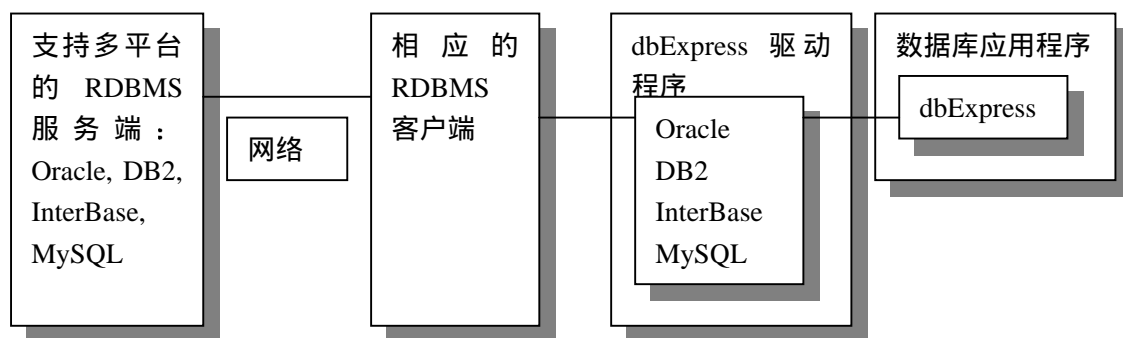 支持多平台
的 RDBMS
服务端：
Oracle, DB2,
InterBase,
MySQL
网络
相应的
RDBMS
客户端
dbExpress 驱动
程序
Oracle
DB2
InterBase
MySQL
数据库应用程序
dbExpress